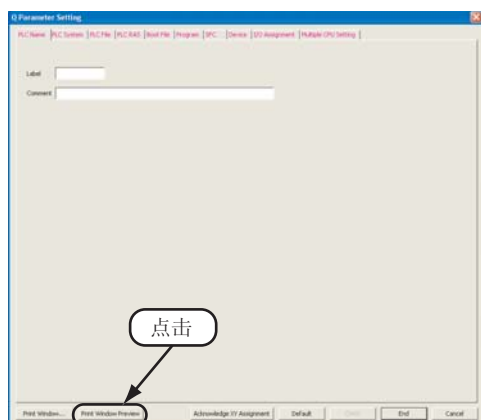 Q Parameter Setting
PLC Name PLC System PLC File PLC RAS Boot File Program SFC Device I/O Assignment Multiple CPU Setting
Label
Comment
点击
Print Window... Print Window Preview Acknowledge XY Assignment Default End Cancel